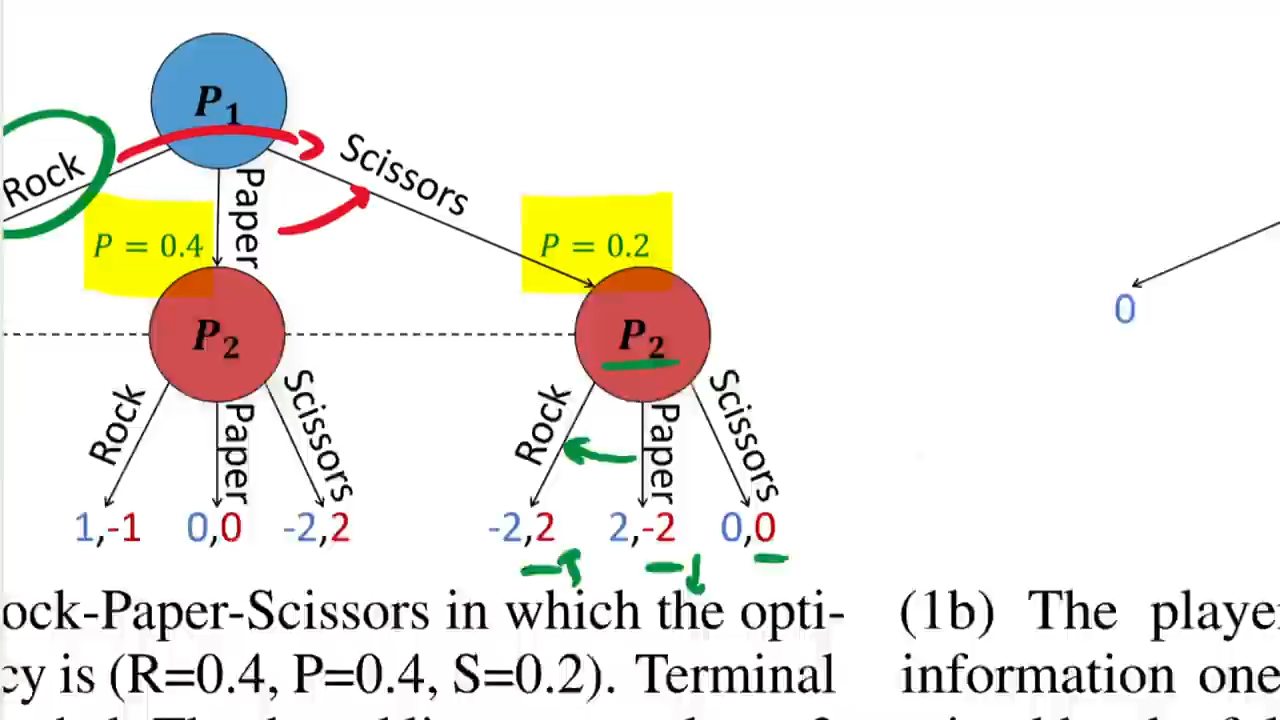 P₁
Rock
Paper
Scissors
P = 0.4
P = 0.2
0
P₂
P₂
Rock
Paper
Scissors
Rock
Paper
Scissors
1,-1
0,0
-2,2
-2,2
2,-2
0,0
ock-Paper-Scissors in which the opti-
cy is (R=0.4, P=0.4, S=0.2). Terminal
(1b) The player
information one